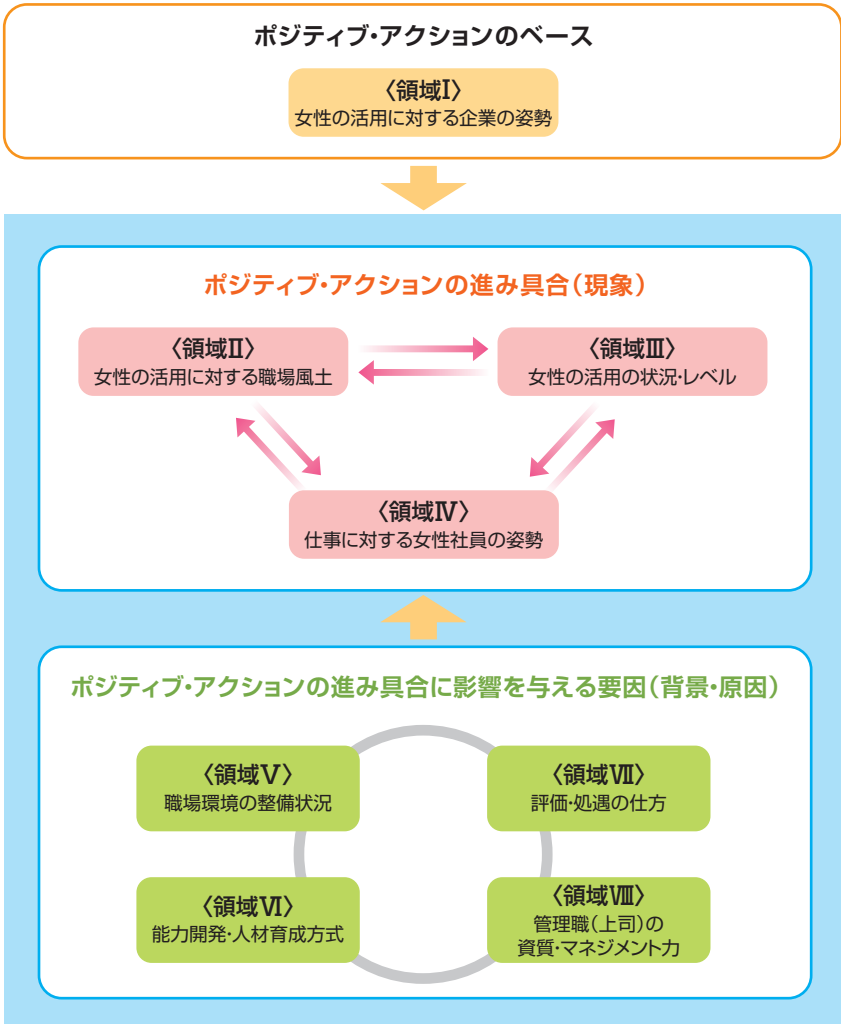 ポジティブ・アクションのベース
〈領域Ⅰ〉
女性の活用に対する企業の姿勢
ポジティブ・アクションの進み具合（現象）
〈領域Ⅱ〉
女性の活用に対する職場風土
〈領域Ⅲ〉
女性の活用の状況・レベル
〈領域Ⅳ〉
仕事に対する女性社員の姿勢
ポジティブ・アクションの進み具合に影響を与える要因（背景・原因）
〈領域Ⅴ〉
職場環境の整備状況
〈領域Ⅶ〉
評価・処遇の仕方
〈領域Ⅵ〉
能力開発・人材育成方式
〈領域Ⅷ〉
管理職（上司）の
資質・マネジメント力